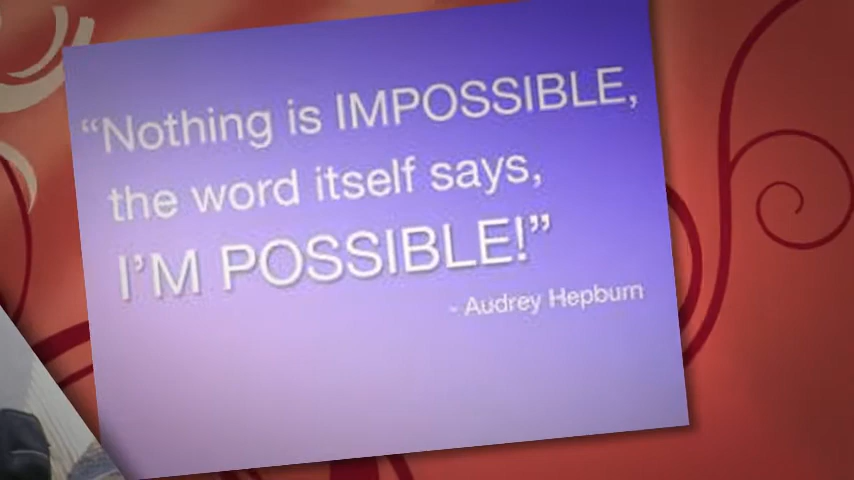 “Nothing is IMPOSSIBLE,
the word itself says,
I’M POSSIBLE!”
- Audrey Hepburn